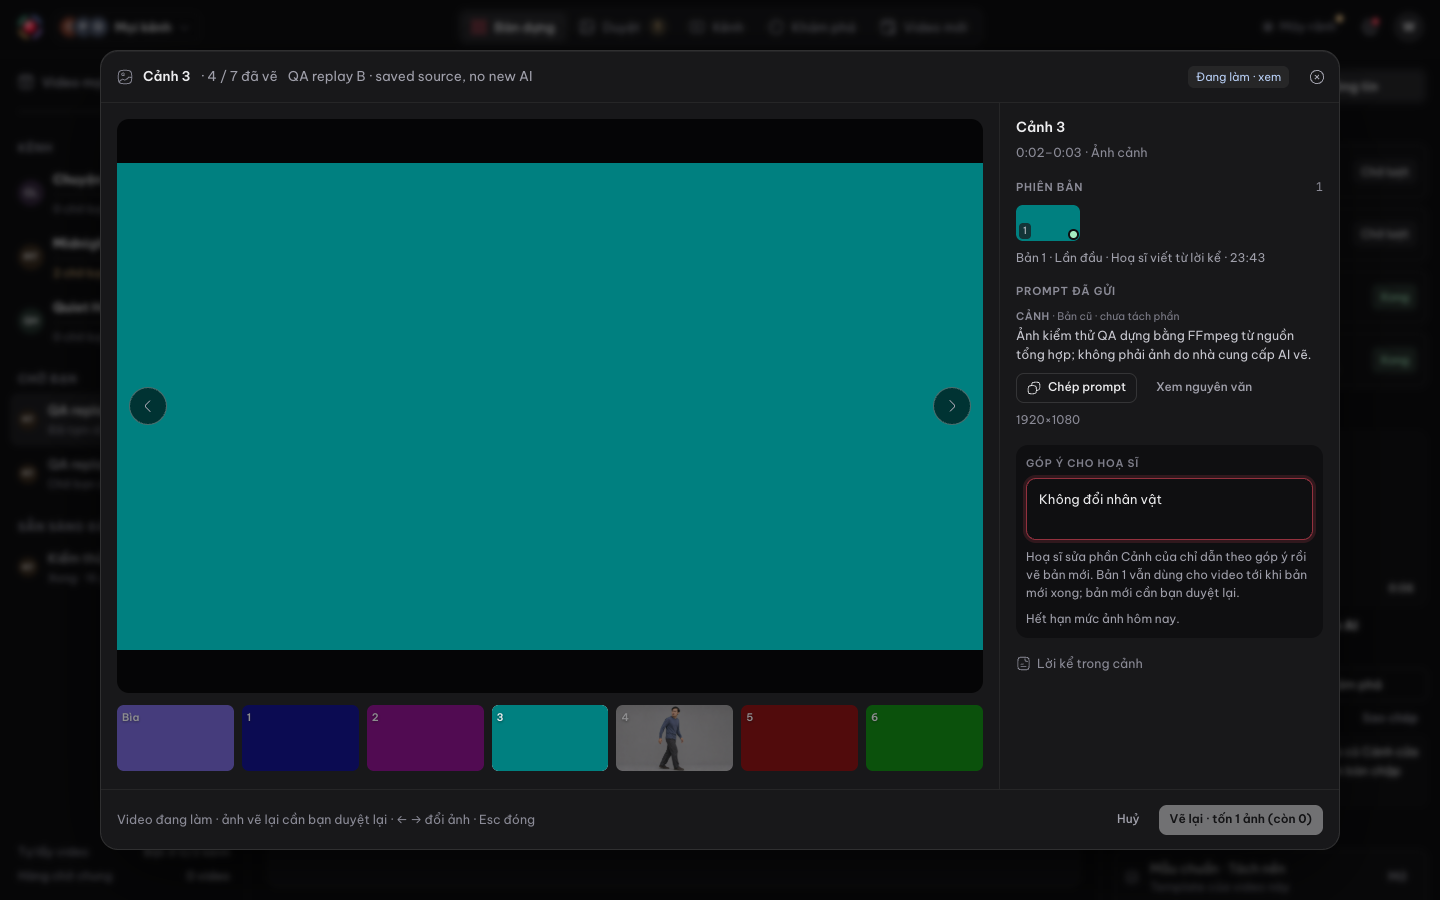 Cảnh 3 · 4 / 7 đã vẽ QA replay B · saved source, no new AI
Đang làm · xem
Cảnh 3
0:02–0:03 · Ảnh cảnh
PHIÊN BẢN 1
1
Bản 1 · Lần đầu · Hoạ sĩ viết từ lời kể · 23:43
PROMPT ĐÃ GỬI
CẢNH · Bản cũ · chưa tách phần
Ảnh kiểm thử QA dựng bằng FFmpeg từ nguồn
tổng hợp; không phải ảnh do nhà cung cấp AI vẽ.
Chép prompt Xem nguyên văn
1920×1080
GÓP Ý CHO HOẠ SĨ
Không đổi nhân vật
Hoạ sĩ sửa phần Cảnh của chỉ dẫn theo góp ý rồi
vẽ bản mới. Bản 1 vẫn dùng cho video tới khi bản
mới xong; bản mới cần bạn duyệt lại.
Hết hạn mức ảnh hôm nay.
Lời kể trong cảnh
Bìa 1 2 3 4 5 6
Video đang làm · ảnh vẽ lại cần bạn duyệt lại · ← → đổi ảnh · Esc đóng
Huỷ Vẽ lại · tốn 1 ảnh (còn 0)